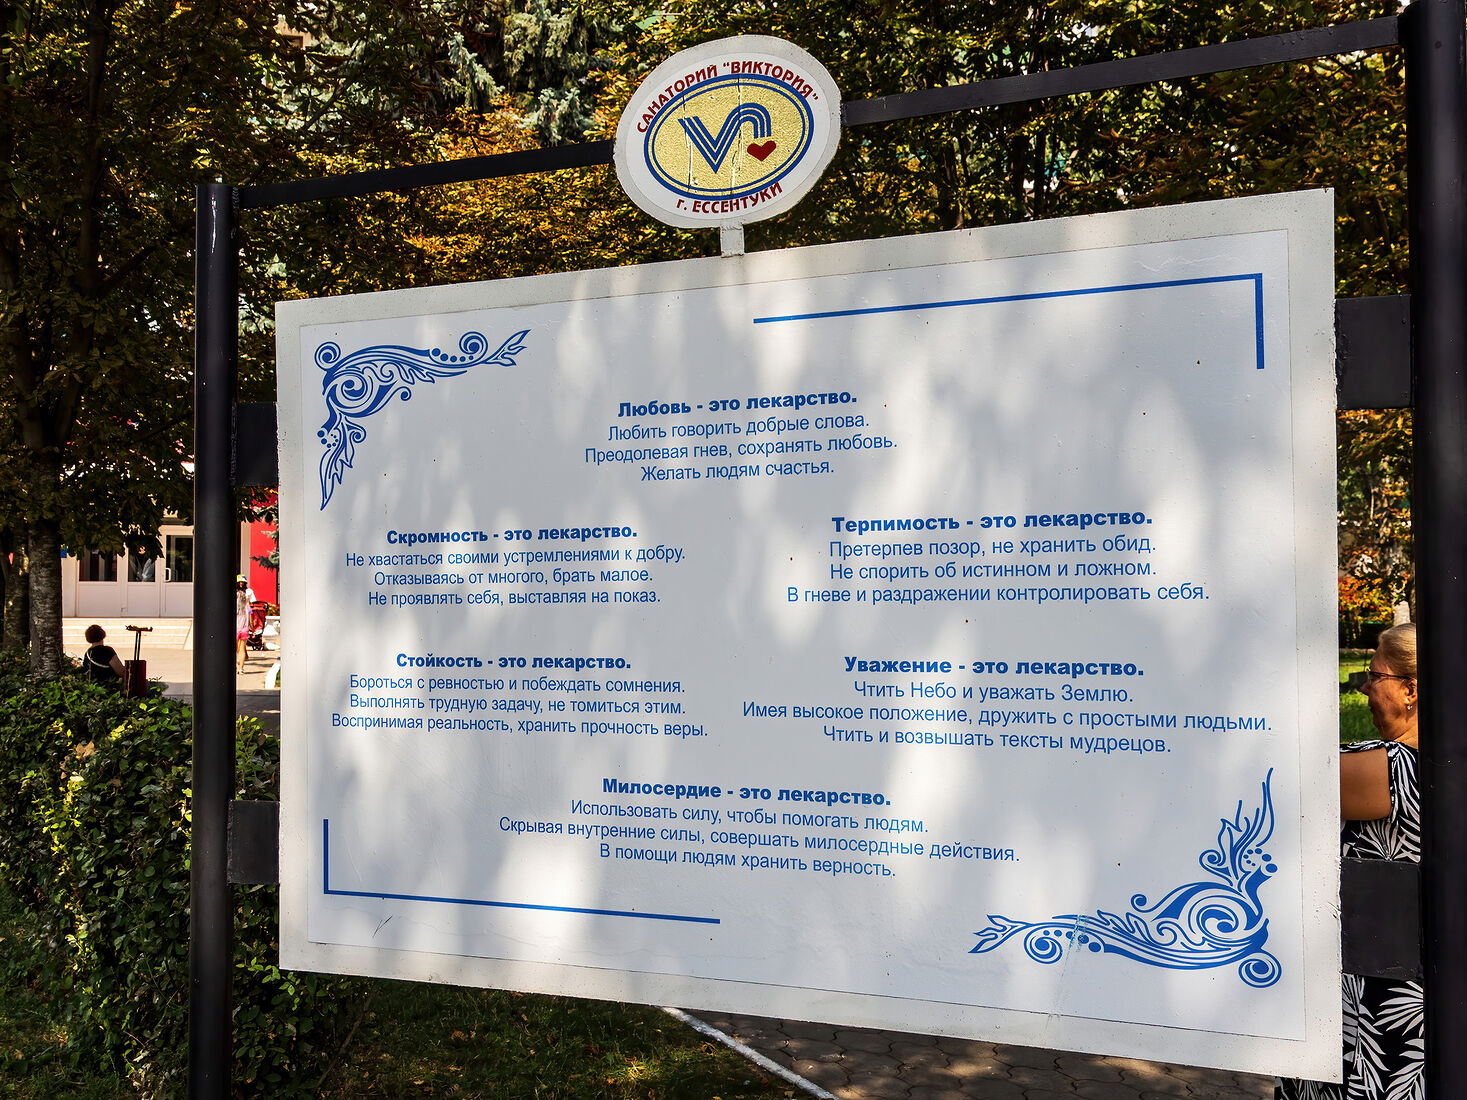 САНАТОРИЙ "ВИКТОРИЯ"
г. ЕССЕНТУКИ
Любовь - это лекарство.
Любить говорить добрые слова.
Преодолевая гнев, сохранять любовь.
Желать людям счастья.
Скромность - это лекарство.
Не хвастаться своими устремлениями к добру.
Отказываясь от многого, брать малое.
Не проявлять себя, выставляя на показ.
Терпимость - это лекарство.
Претерпев позор, не хранить обид.
Не спорить об истинном и ложном.
В гневе и раздражении контролировать себя.
Стойкость - это лекарство.
Бороться с ревностью и побеждать сомнения.
Выполнять трудную задачу, не томиться этим.
Воспринимая реальность, хранить прочность веры.
Уважение - это лекарство.
Чтить Небо и уважать Землю.
Имея высокое положение, дружить с простыми людьми.
Чтить и возвышать тексты мудрецов.
Милосердие - это лекарство.
Использовать силу, чтобы помогать людям.
Скрывая внутренние силы, совершать милосердные действия.
В помощи людям хранить верность.